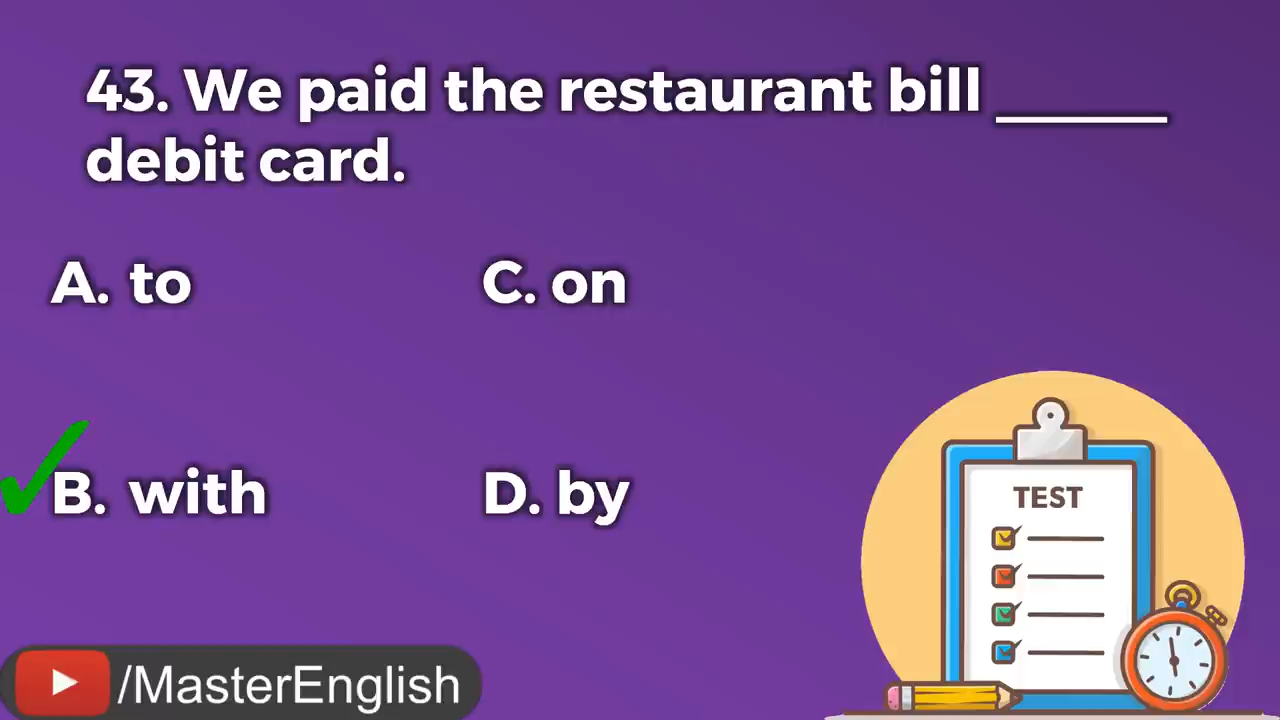 43. We paid the restaurant bill ______
debit card.
A. to
C. on
B. with
D. by
TEST
/MasterEnglish